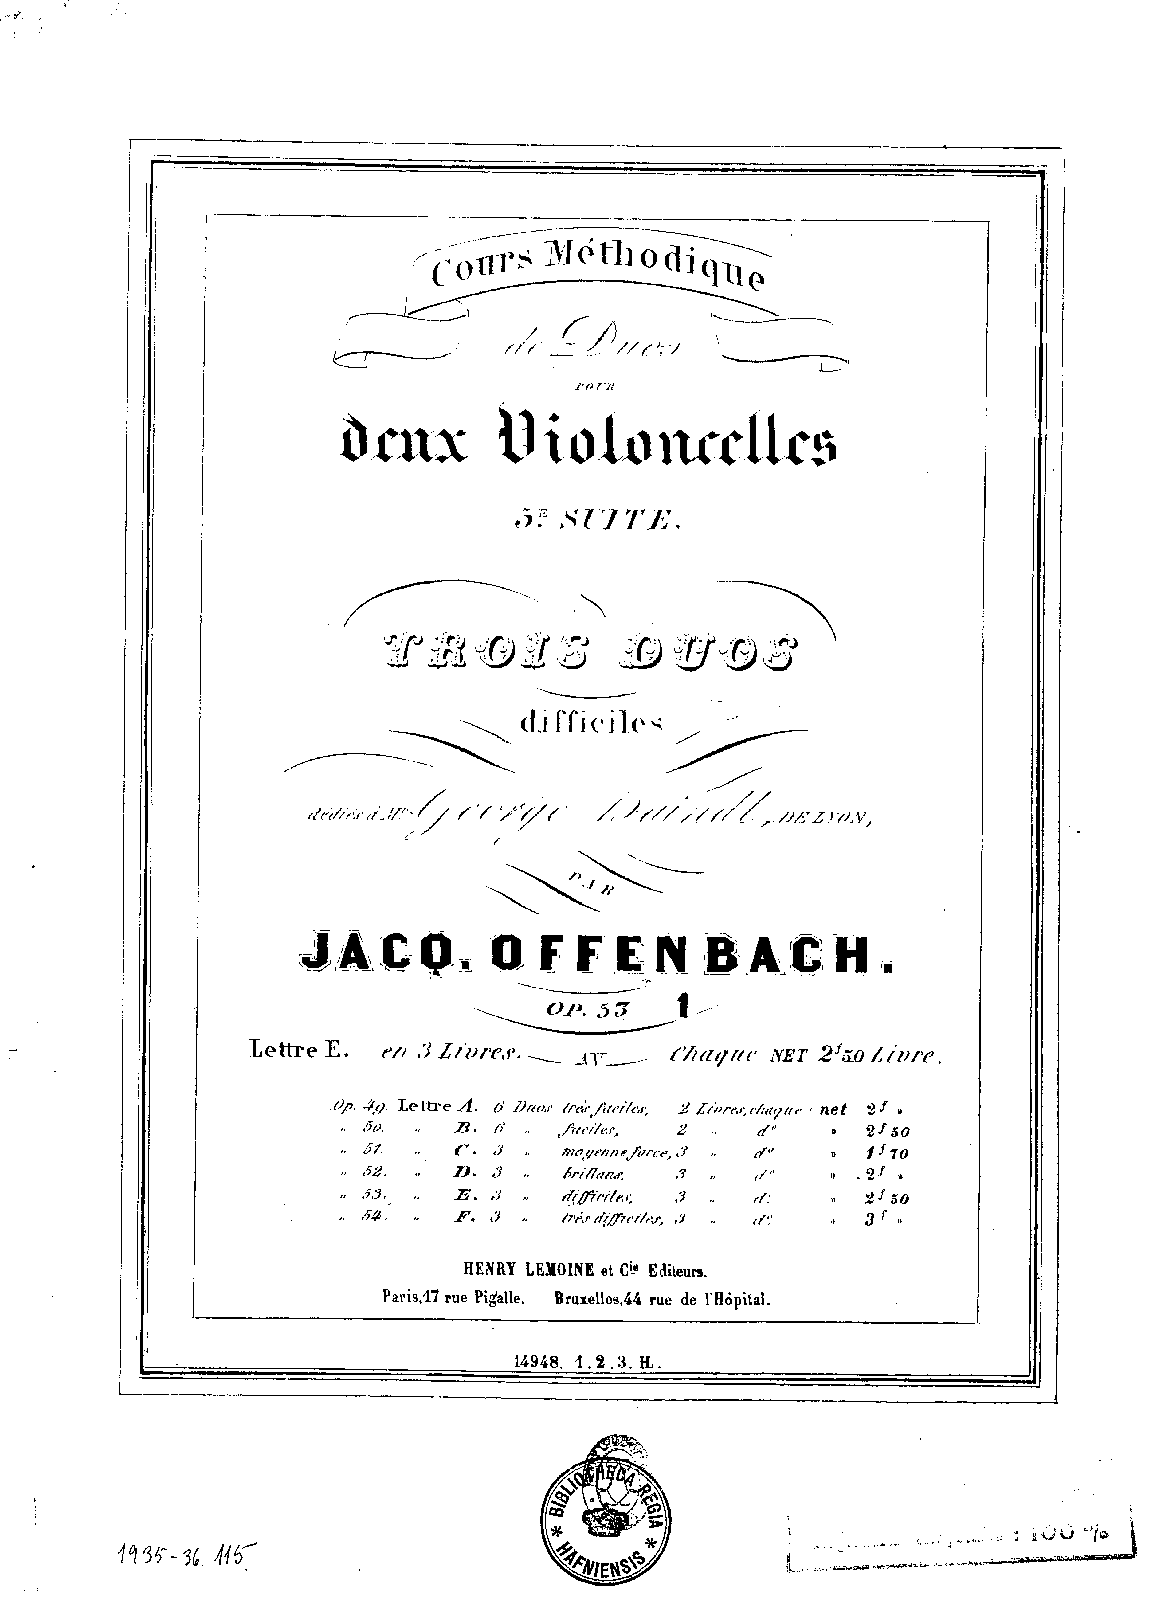 Cours Méthodique
de Duos
POUR
deux Violoncelles
5E SUITE.
TROIS DUOS
difficiles
dédiés à Mr George Haindl, DE LYON,
PAR
JACQ. OFFENBACH.
OP. 53 1
Lettre E. en 3 Livres. AV Chaque NET 2f50 Livre.
Op. 49. Lettre A. 6 Duos très faciles, 2 Livres, chaque net 2f "
" 50. " B. 6 " faciles, 2 " do " 2f50
" 51. " C. 3 " moyenne force, 3 " do " 1f70
" 52. " D. 3 " brillans, 3 " do " 2f "
" 53. " E. 3 " difficiles, 3 " do " 2f50
" 54. " F. 3 " très difficiles, 3 " do " 3f "
HENRY LEMOINE et Cie Editeurs.
Paris, 17 rue Pigalle. Bruxelles, 44 rue de l'Hôpital.
14948. 1. 2. 3. H.
BIBLIOTHECA REGIA
HAFNIENSIS
1935-36. 115
: 100 %